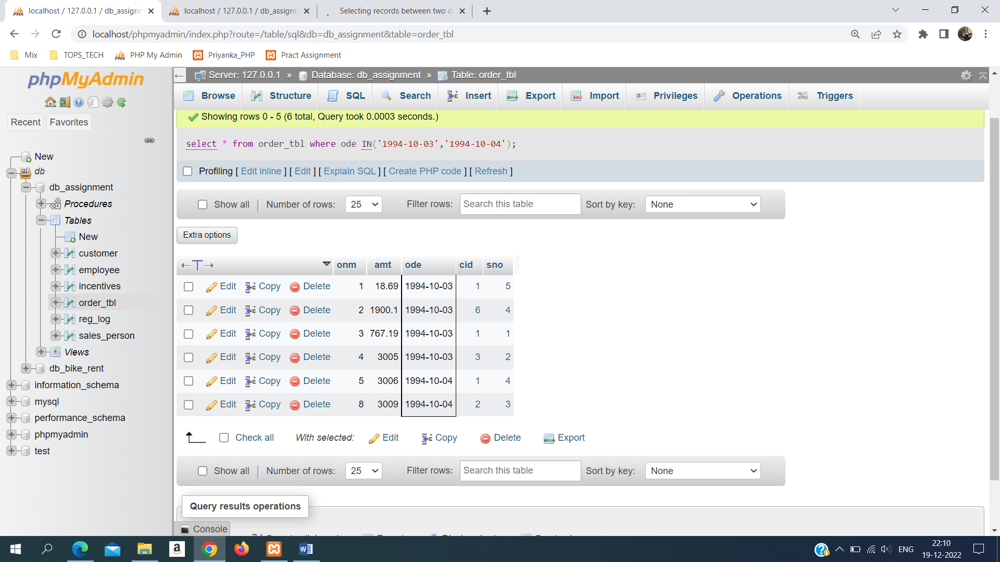 localhost / 127.0.0.1 / db_assignm
localhost / 127.0.0.1 / db_assignm
Selecting records between two d
localhost/phpmyadmin/index.php?route=/table/sql&db=db_assignment&table=order_tbl
Mix
TOPS_TECH
PHP My Admin
Priyanka_PHP
Pract Assignment
phpMyAdmin
Recent
Favorites
New
db
db_assignment
Procedures
Tables
New
customer
employee
incentives
order_tbl
reg_log
sales_person
Views
db_bike_rent
information_schema
mysql
performance_schema
phpmyadmin
test
Server: 127.0.0.1 » Database: db_assignment » Table: order_tbl
Browse Structure SQL Search Insert Export Import Privileges Operations Triggers
Showing rows 0 - 5 (6 total, Query took 0.0003 seconds.)
select * from order_tbl where ode IN('1994-10-03','1994-10-04');
Profiling [ Edit inline ] [ Edit ] [ Explain SQL ] [ Create PHP code ] [ Refresh ]
Show all Number of rows: 25 Filter rows: Search this table Sort by key: None
Extra options
onm amt ode cid sno
Edit Copy Delete 1 18.69 1994-10-03 1 5
Edit Copy Delete 2 1900.1 1994-10-03 6 4
Edit Copy Delete 3 767.19 1994-10-03 1 1
Edit Copy Delete 4 3005 1994-10-03 3 2
Edit Copy Delete 5 3006 1994-10-04 1 4
Edit Copy Delete 8 3009 1994-10-04 2 3
Check all With selected: Edit Copy Delete Export
Show all Number of rows: 25 Filter rows: Search this table Sort by key: None
Query results operations
Console
ENG
22:10
19-12-2022